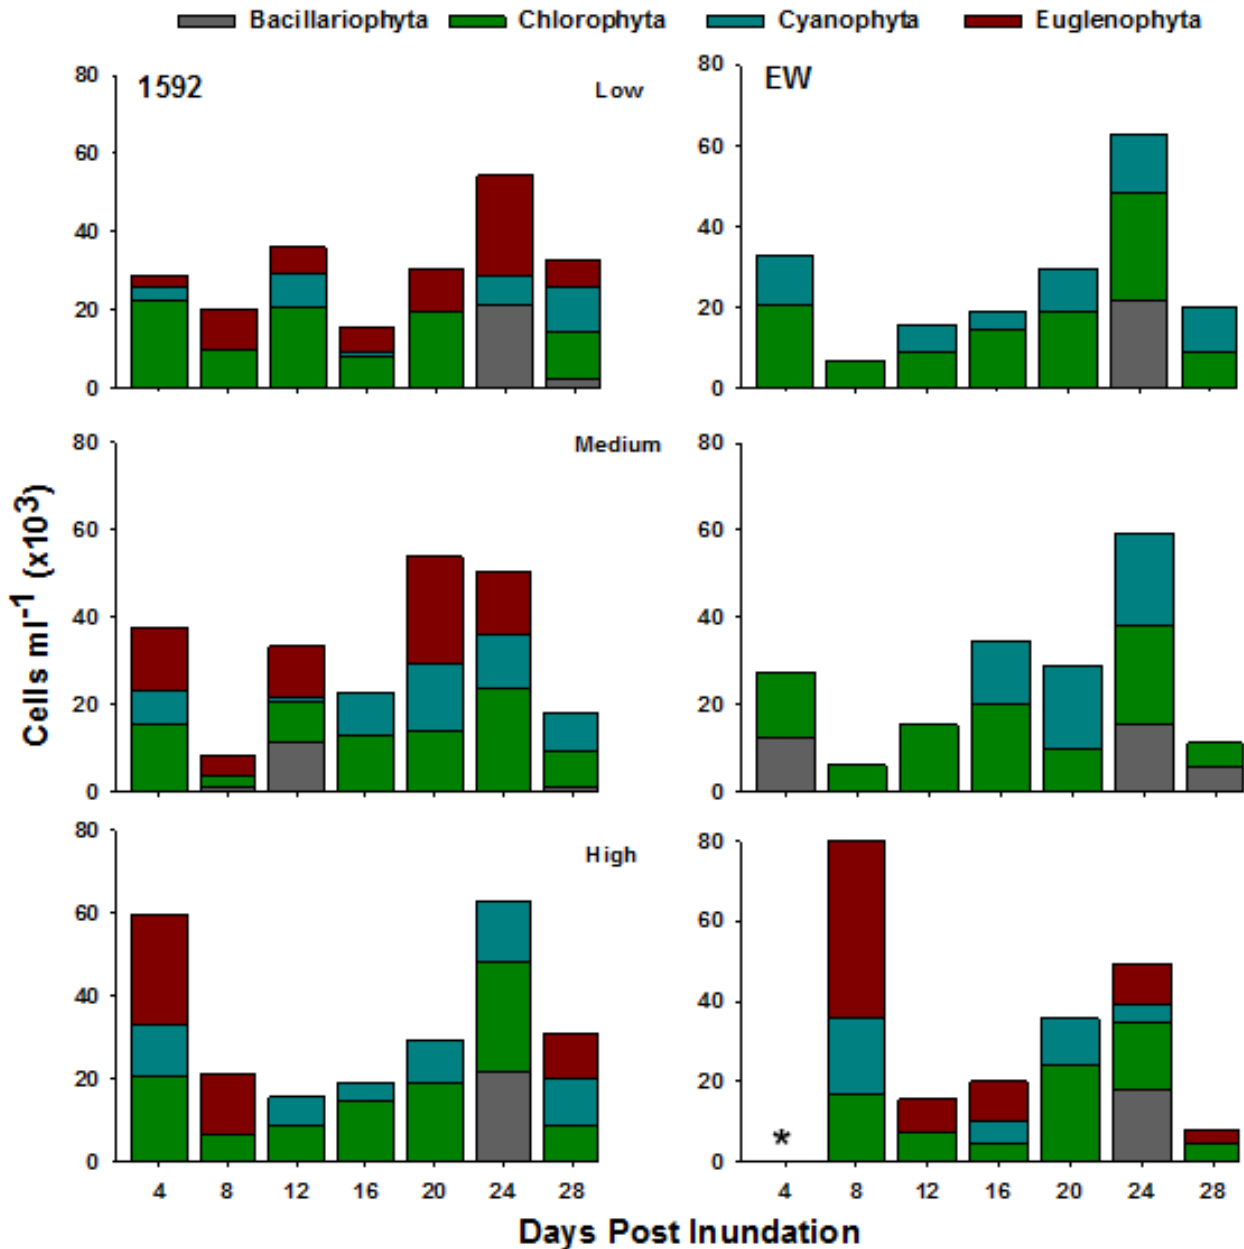 Bacillariophyta Chlorophyta Cyanophyta Euglenophyta
1592 Low EW
80 80
60 60
40 40
20 20
0 0
Medium
80 80
60 60
40 40
20 20
0 0
Cells ml⁻¹ (x10³)
High
80 80
60 60
40 40
20 20
0 * 0
4 8 12 16 20 24 28 4 8 12 16 20 24 28
Days Post Inundation